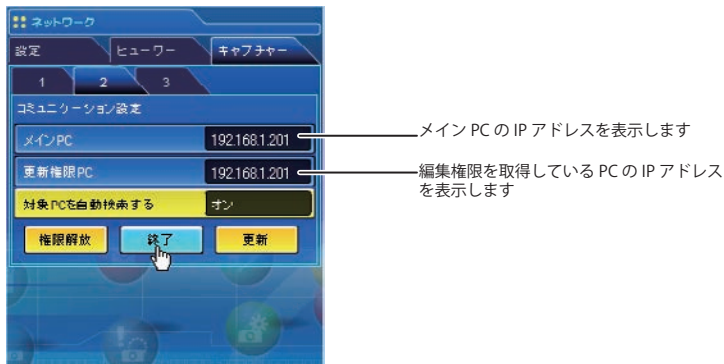 ネットワーク
設定 ビューワー キャプチャー
1 2 3
コミュニケーション設定
メインPC 192.168.1.201
メイン PC の IP アドレスを表示します
更新権限PC 192.168.1.201
編集権限を取得している PC の IP アドレス
を表示します
対象PCを自動検索する オン
権限解放 終了 更新